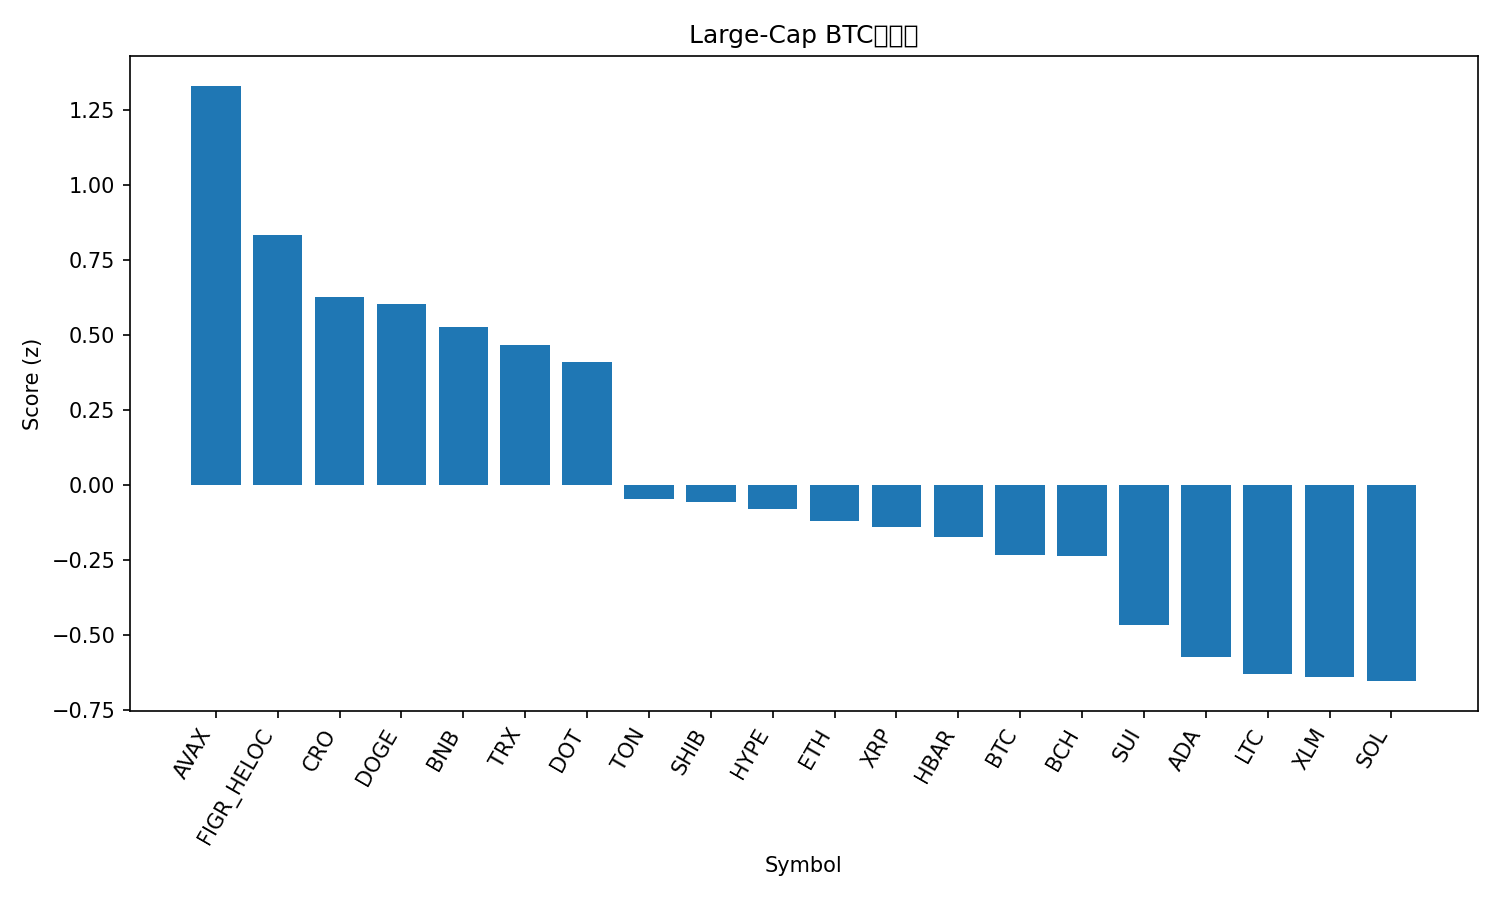 Large-Cap BTC
Score (z)
1.25
1.00
0.75
0.50
0.25
0.00
−0.25
−0.50
−0.75
AVAX
FIGR_HELOC
CRO
DOGE
BNB
TRX
DOT
TON
SHIB
HYPE
ETH
XRP
HBAR
BTC
BCH
SUI
ADA
LTC
XLM
SOL
Symbol